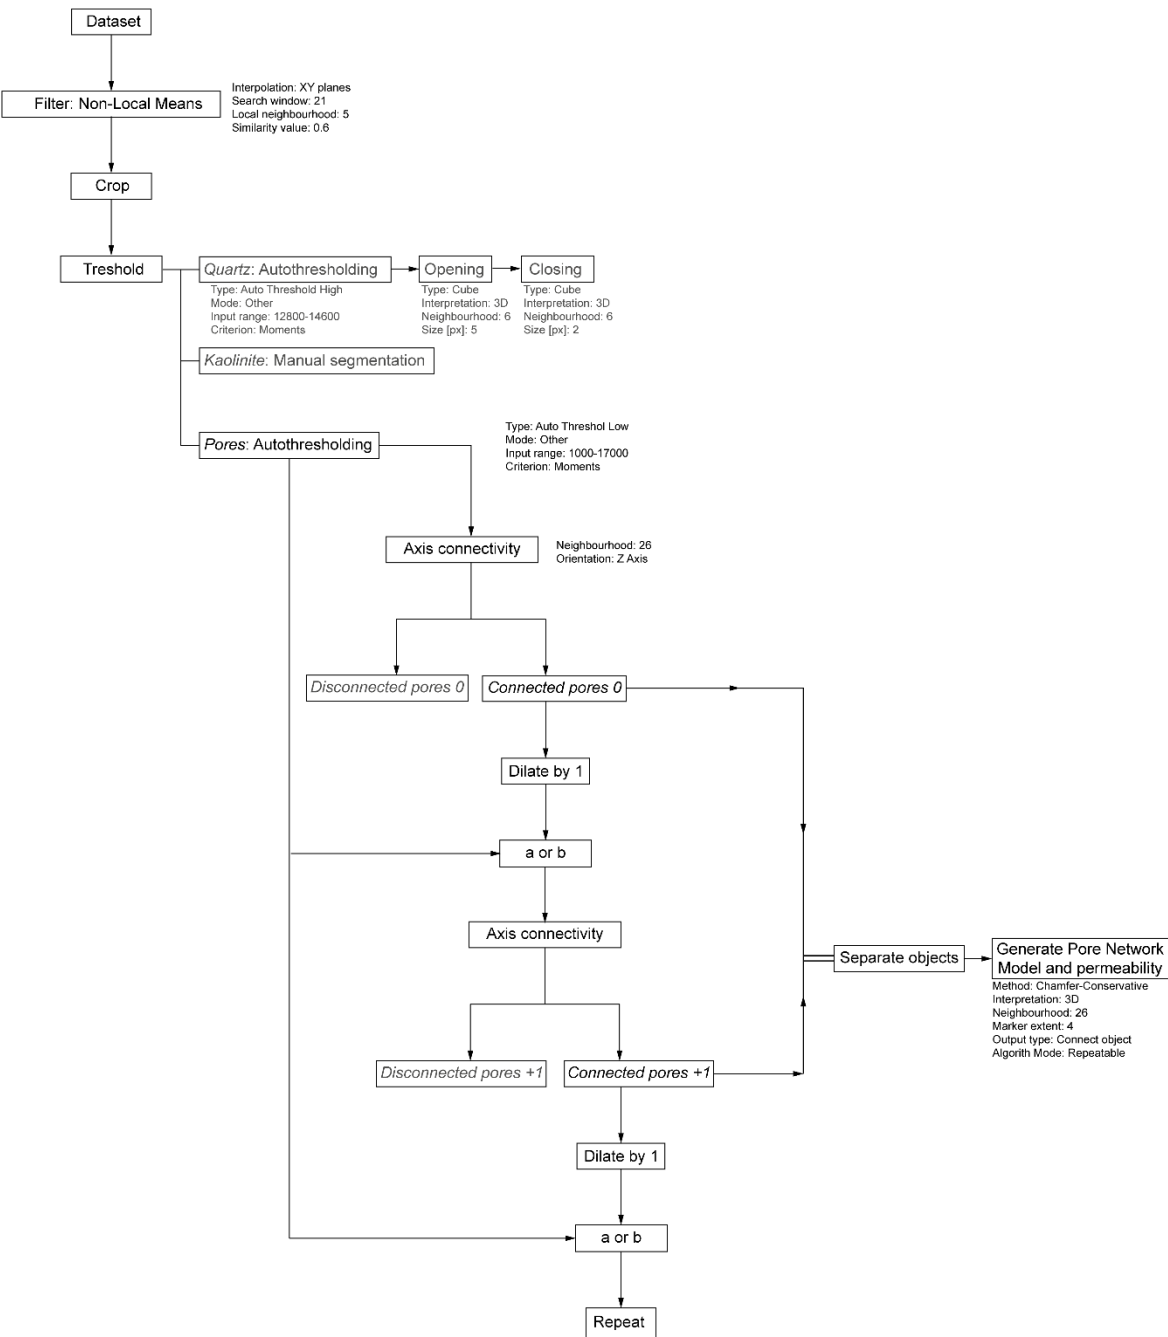 Dataset
Filter: Non-Local Means
Interpolation: XY planes
Search window: 21
Local neighbourhood: 5
Similarity value: 0.6
Crop
Treshold
Quartz: Autothresholding
Type: Auto Threshold High
Mode: Other
Input range: 12800-14600
Criterion: Moments
Opening
Type: Cube
Interpretation: 3D
Neighbourhood: 6
Size [px]: 5
Closing
Type: Cube
Interpretation: 3D
Neighbourhood: 6
Size [px]: 2
Kaolinite: Manual segmentation
Pores: Autothresholding
Type: Auto Threshol Low
Mode: Other
Input range: 1000-17000
Criterion: Moments
Axis connectivity
Neighbourhood: 26
Orientation: Z Axis
Disconnected pores 0
Connected pores 0
Dilate by 1
a or b
Axis connectivity
Separate objects
Generate Pore Network
Model and permeability
Method: Chamfer-Conservative
Interpretation: 3D
Neighbourhood: 26
Marker extent: 4
Output type: Connect object
Algorith Mode: Repeatable
Disconnected pores +1
Connected pores +1
Dilate by 1
a or b
Repeat